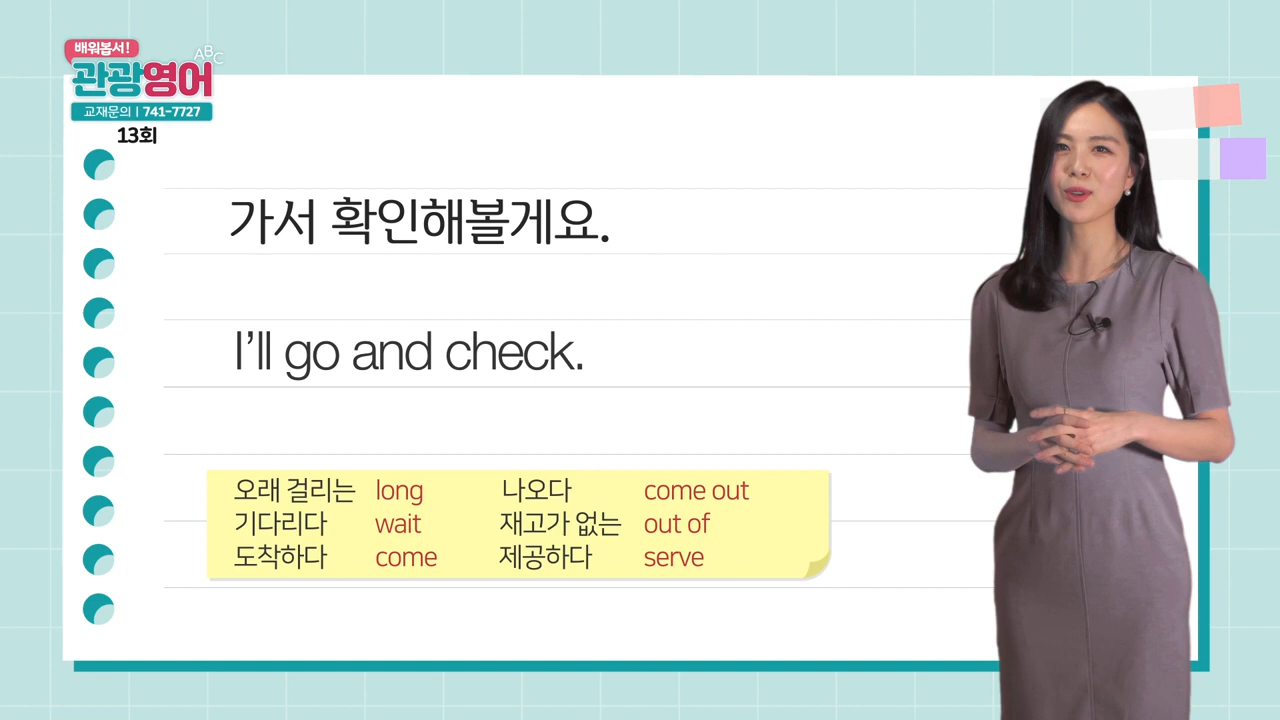 배워봅서!
ABC
관광영어
교재문의 | 741-7727
13회
가서 확인해볼게요.
I'll go and check.
오래 걸리는 long 나오다 come out
기다리다 wait 재고가 없는 out of
도착하다 come 제공하다 serve